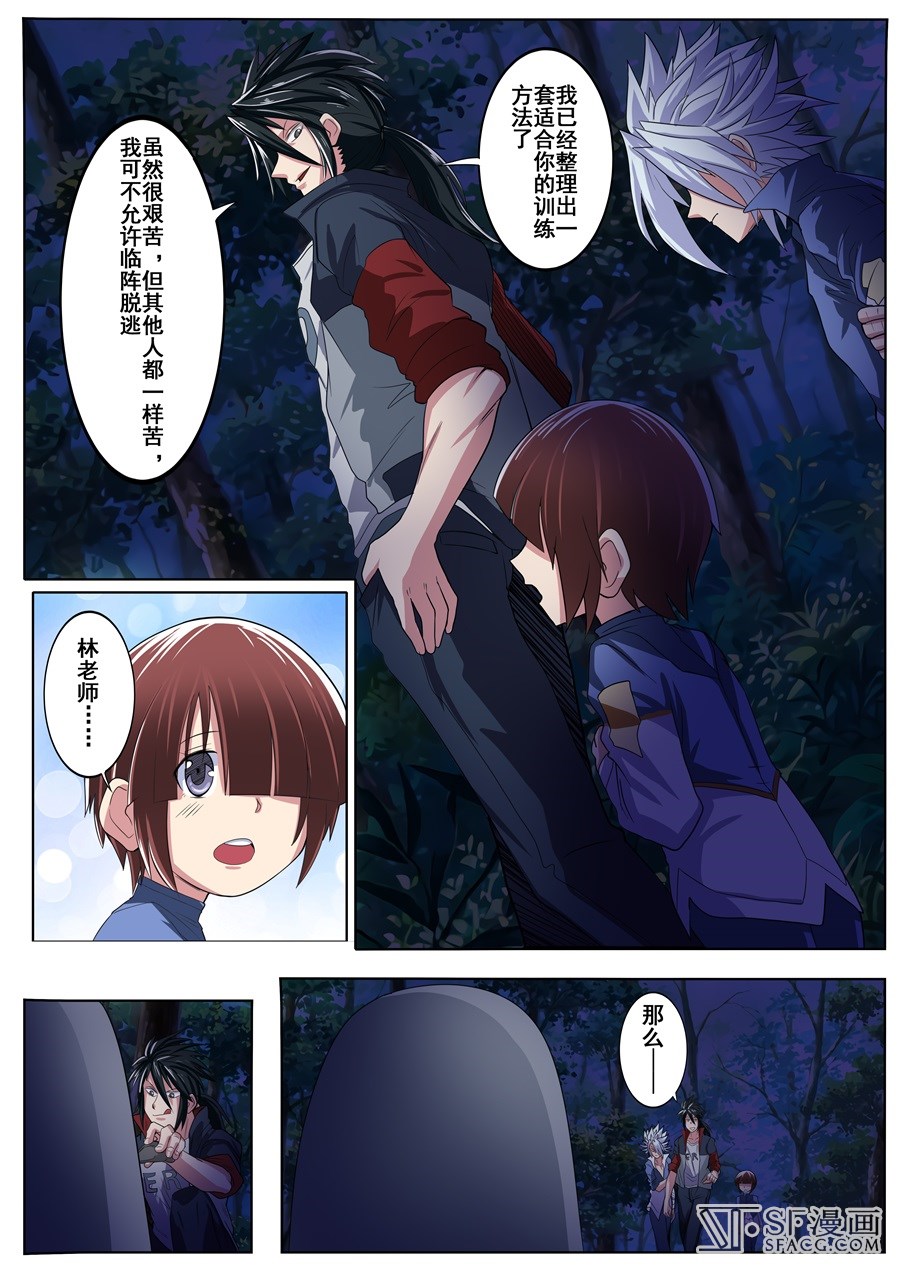 我已经整理出一
套适合你的训练
方法了
虽然很艰苦，但其他人都一样苦，
我可不允许临阵脱逃
林老师……
那么——
ER
SF漫画
SFACG.COM